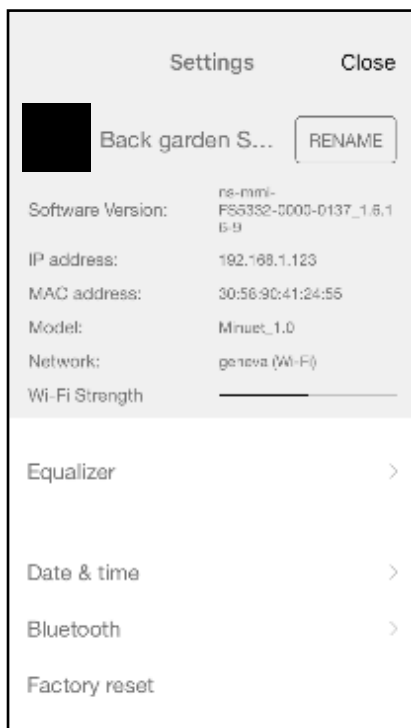 Settings Close
Back garden S... RENAME
Software Version: ns-mmi-
FS5332-0000-0137_1.6.1
6-9
IP address: 192.168.1.123
MAC address: 30:56:90:41:24:55
Model: Minuet_1.0
Network: geneva (Wi-Fi)
Wi-Fi Strength
Equalizer
Date & time
Bluetooth
Factory reset